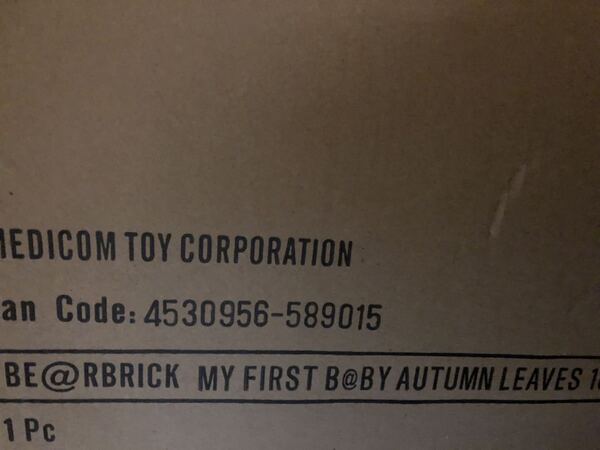 MEDICOM TOY CORPORATION
an Code: 4530956-589015
BE@RBRICK MY FIRST B@BY AUTUMN LEAVES
1 Pc